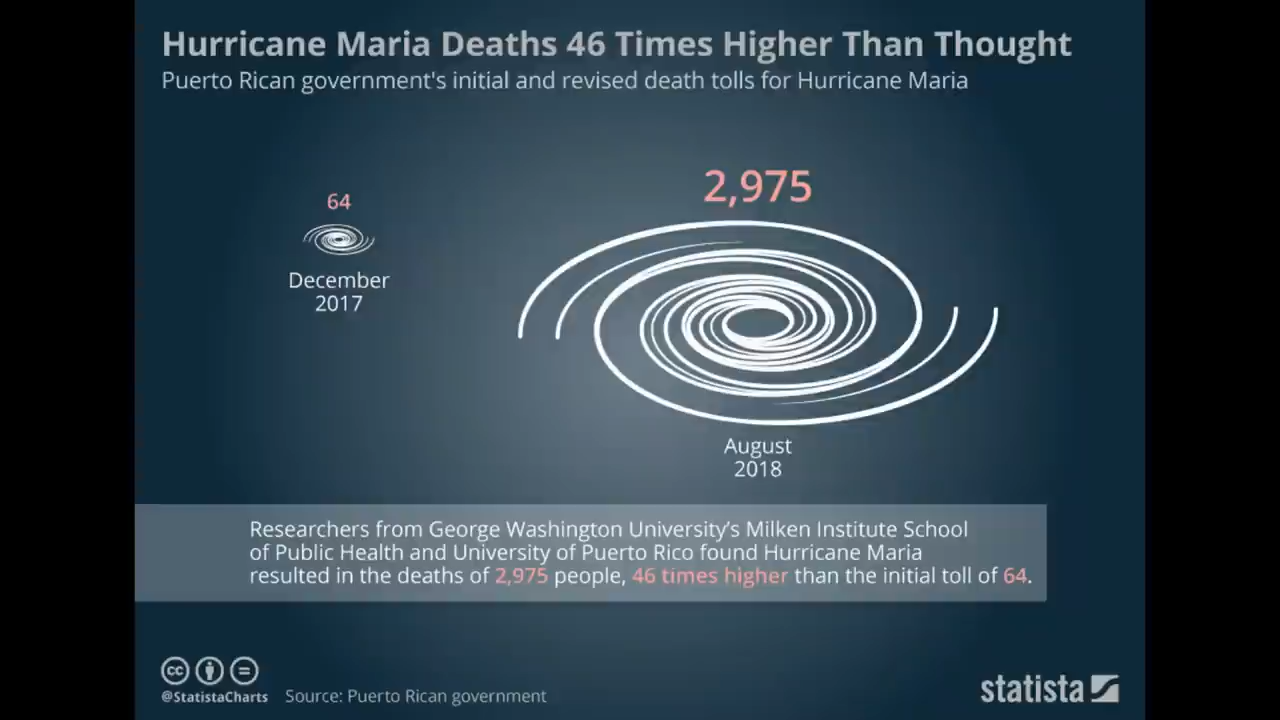 Hurricane Maria Deaths 46 Times Higher Than Thought
Puerto Rican government's initial and revised death tolls for Hurricane Maria
64
December
2017
2,975
August
2018
Researchers from George Washington University's Milken Institute School
of Public Health and University of Puerto Rico found Hurricane Maria
resulted in the deaths of 2,975 people, 46 times higher than the initial toll of 64.
cc
@StatistaCharts Source: Puerto Rican government
statista